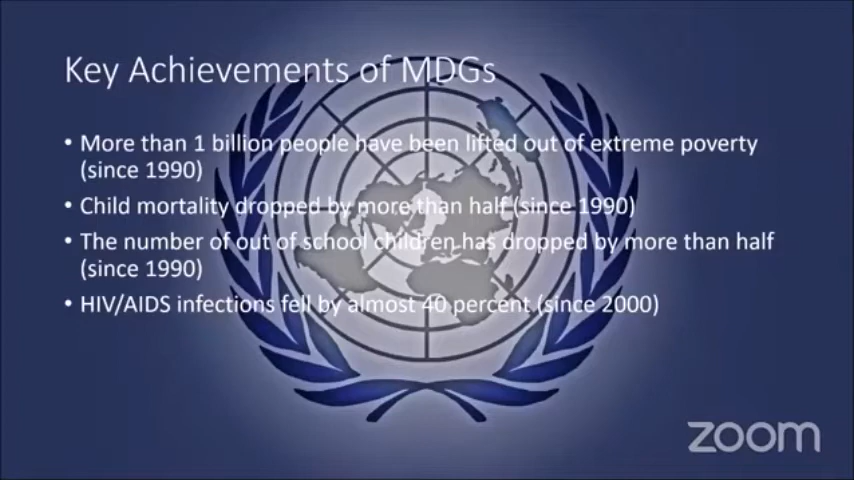 Key Achievements of MDGs
• More than 1 billion people have been lifted out of extreme poverty
(since 1990)
• Child mortality dropped by more than half (since 1990)
• The number of out of school children has dropped by more than half
(since 1990)
• HIV/AIDS infections fell by almost 40 percent (since 2000)
zoom